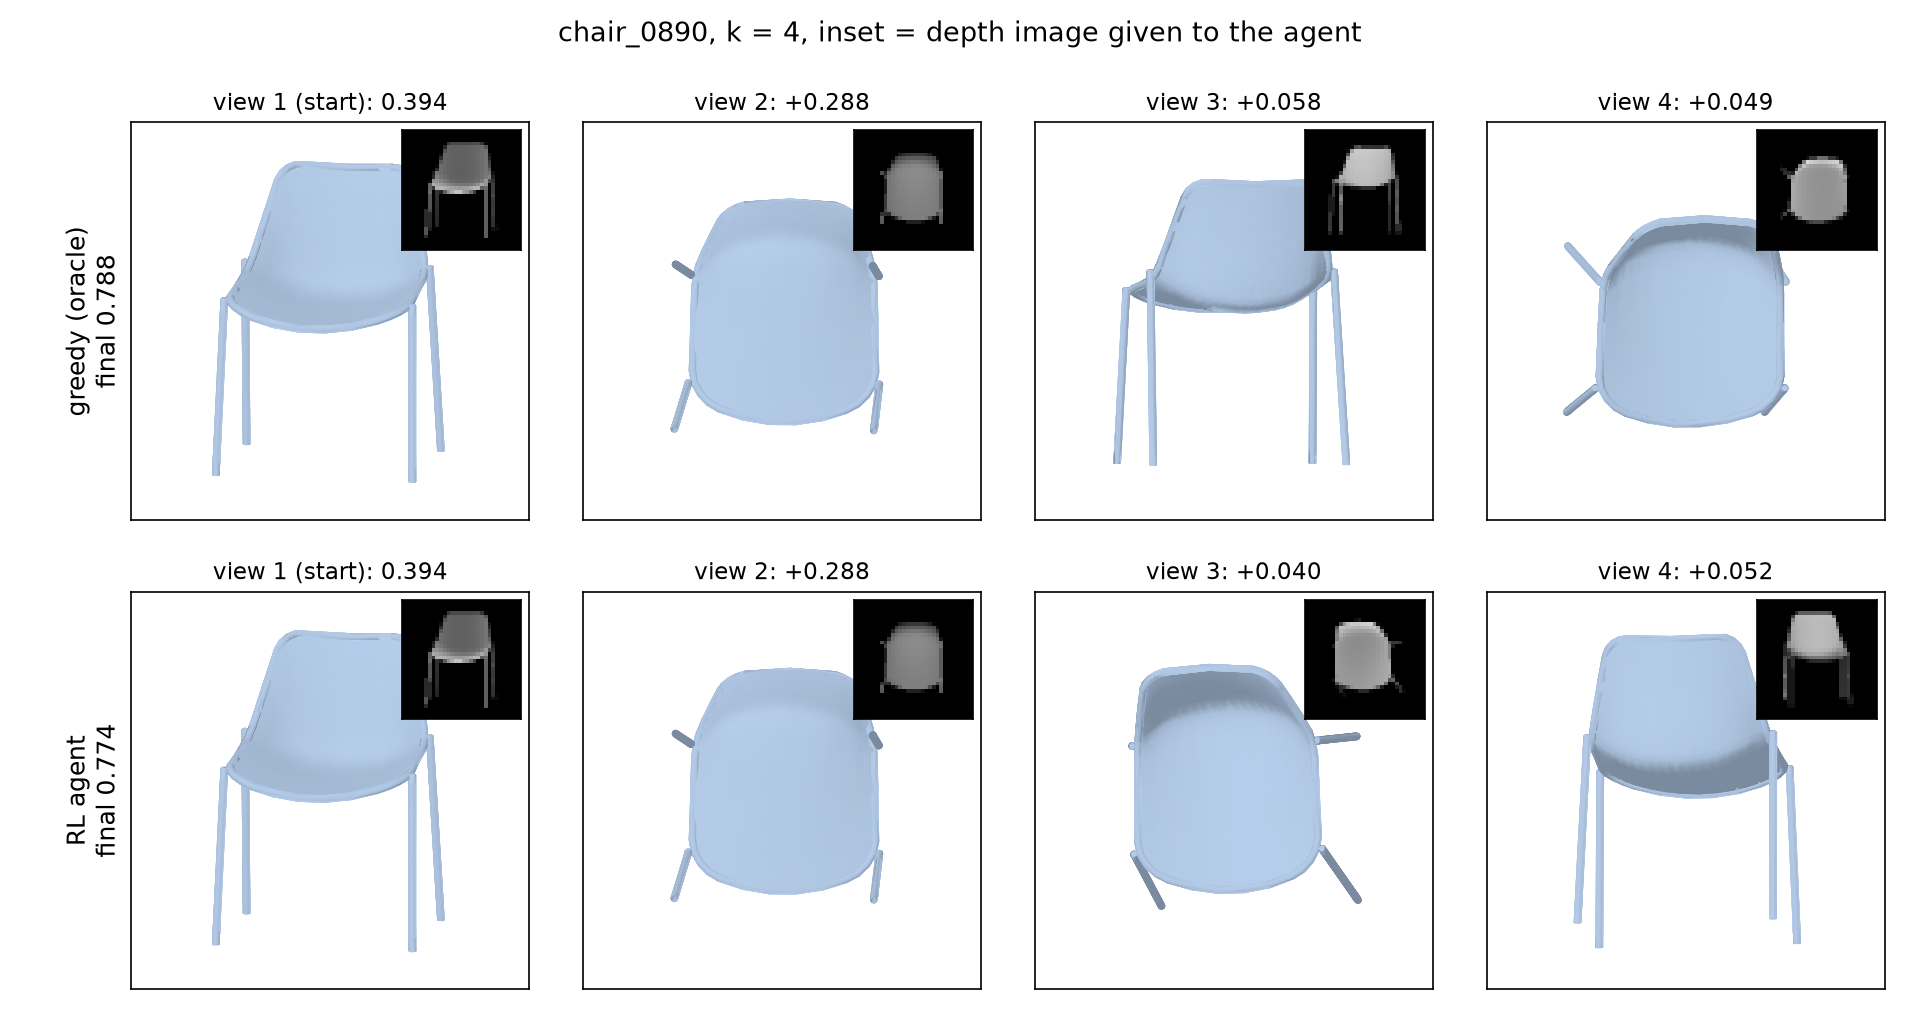 chair_0890, k = 4, inset = depth image given to the agent
view 1 (start): 0.394
view 2: +0.288
view 3: +0.058
view 4: +0.049
greedy (oracle)
final 0.788
view 1 (start): 0.394
view 2: +0.288
view 3: +0.040
view 4: +0.052
RL agent
final 0.774